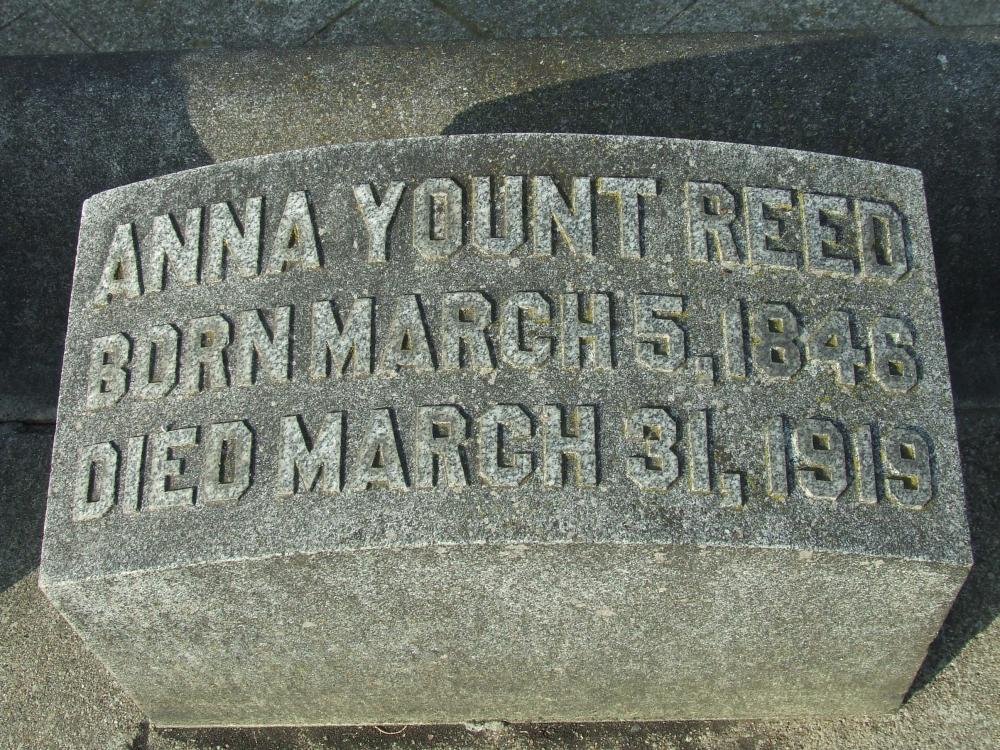 ANNA YOUNT REED
BORN MARCH 5, 1846
DIED MARCH 31, 1919